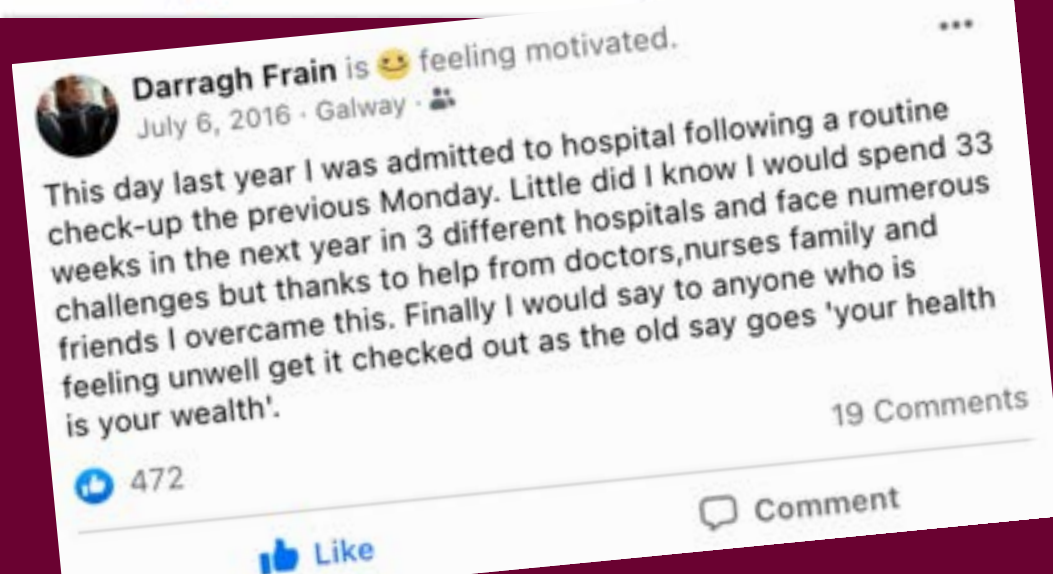 Darragh Frain is feeling motivated.
July 6, 2016 · Galway ·
This day last year I was admitted to hospital following a routine
check-up the previous Monday. Little did I know I would spend 33
weeks in the next year in 3 different hospitals and face numerous
challenges but thanks to help from doctors,nurses family and
friends I overcame this. Finally I would say to anyone who is
feeling unwell get it checked out as the old say goes 'your health
is your wealth'.
472
19 Comments
Like
Comment